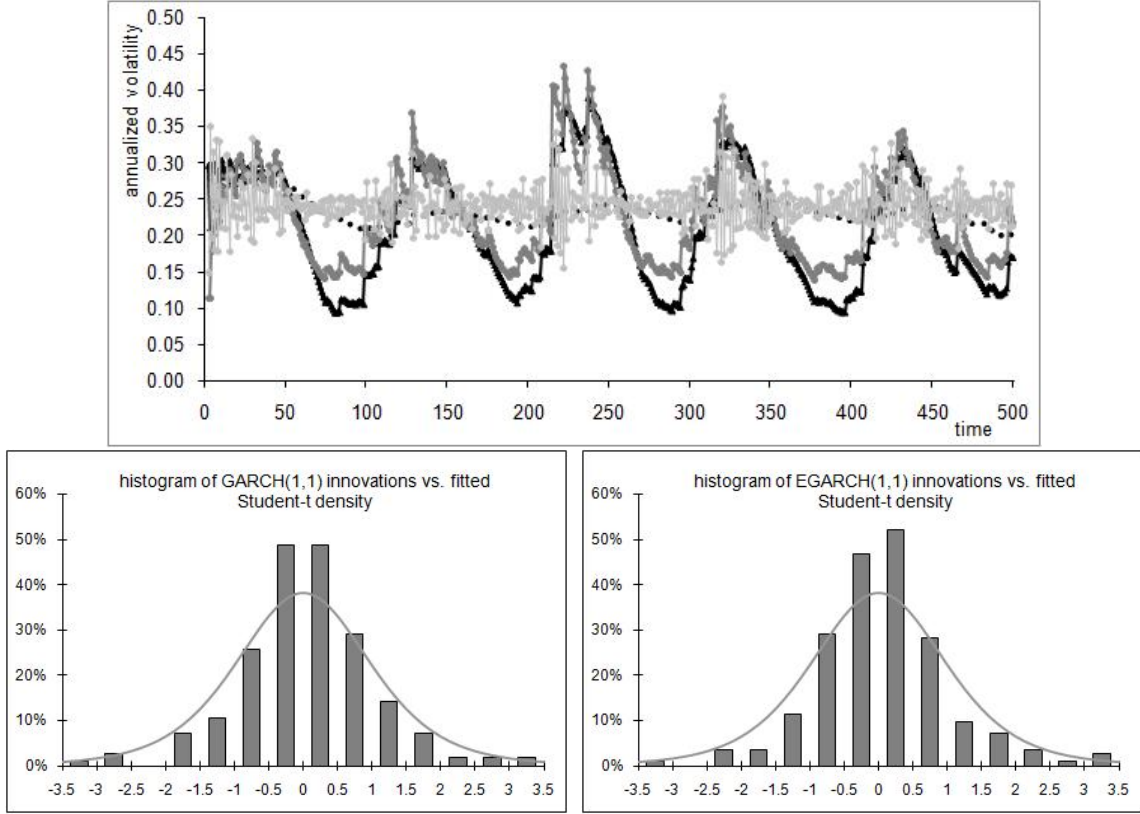 annualized volatility
0.50
0.45
0.40
0.35
0.30
0.25
0.20
0.15
0.10
0.05
0.00
0 50 100 150 200 250 300 350 400 450 500
time
histogram of GARCH(1,1) innovations vs. fitted
Student-t density
60%
50%
40%
30%
20%
10%
0%
-3.5 -3 -2.5 -2 -1.5 -1 -0.5 0 0.5 1 1.5 2 2.5 3 3.5
histogram of EGARCH(1,1) innovations vs. fitted
Student-t density
60%
50%
40%
30%
20%
10%
0%
-3.5 -3 -2.5 -2 -1.5 -1 -0.5 0 0.5 1 1.5 2 2.5 3 3.5